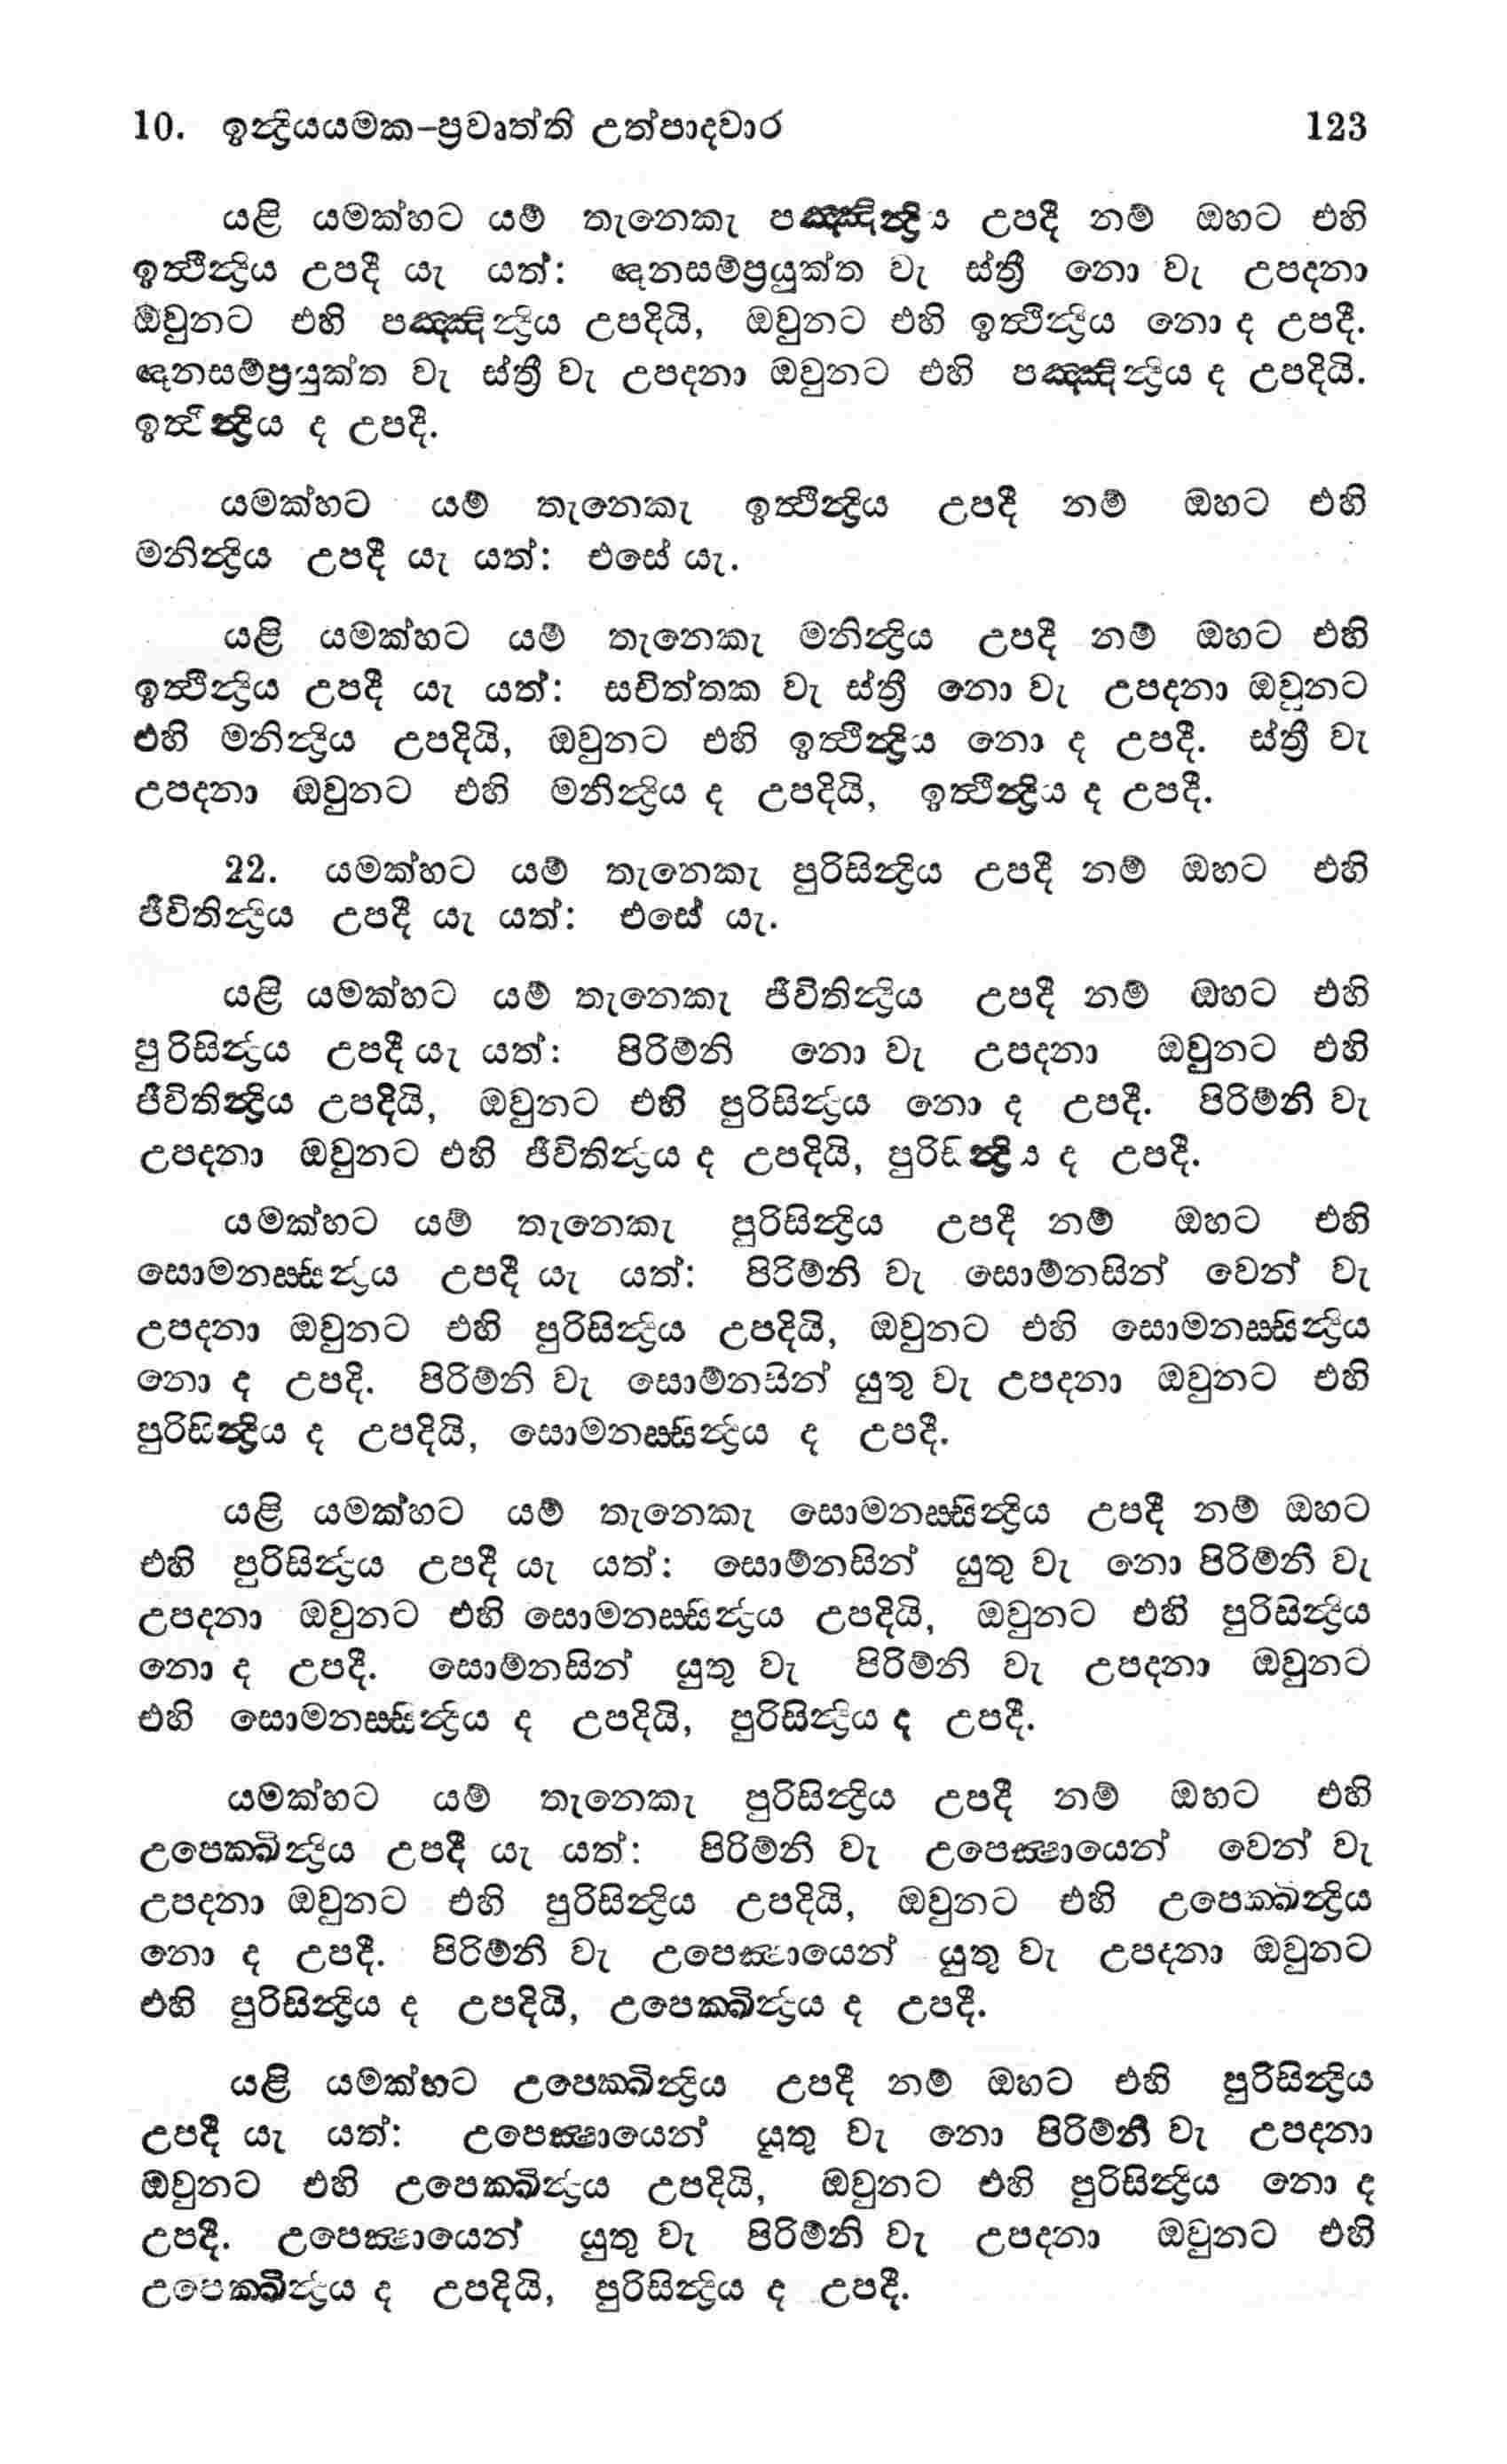 10. ඉන්‍ද්‍රියයමක-ප්‍රවෘත්ති උත්පාදවාර 123
යළි යමක්හට යම් තැනෙකැ පඤ්ඤින්‍ද්‍රිය උපදී නම් ඔහට එහි
ඉත්‍ථින්‍ද්‍රිය උපදී යැ යත්: ඥනසම්ප්‍රයුක්ත වැ ස්ත්‍රී නො වැ උපදනා
ඔවුනට එහි පඤ්ඤින්‍ද්‍රිය උපදියි, ඔවුනට එහි ඉත්‍ථින්‍ද්‍රිය නො ද උපදී.
ඥනසම්ප්‍රයුක්ත වැ ස්ත්‍රී වැ උපදනා ඔවුනට එහි පඤ්ඤින්‍ද්‍රිය ද උපදියි.
ඉත්‍ථින්‍ද්‍රිය ද උපදී.
යමක්හට යම් තැනෙකැ ඉත්‍ථින්‍ද්‍රිය උපදී නම් ඔහට එහි
මනින්‍ද්‍රිය උපදී යැ යත්: එසේ යැ.
යළි යමක්හට යම් තැනෙකැ මනින්‍ද්‍රිය උපදී නම් ඔහට එහි
ඉත්‍ථින්‍ද්‍රිය උපදී යැ යත්: සචිත්තක වැ ස්ත්‍රී නො වැ උපදනා ඔවුනට
එහි මනින්‍ද්‍රිය උපදියි, ඔවුනට එහි ඉත්‍ථින්‍ද්‍රිය නො ද උපදී. ස්ත්‍රී වැ
උපදනා ඔවුනට එහි මනින්‍ද්‍රිය ද උපදියි, ඉත්‍ථින්‍ද්‍රිය ද උපදී.
22. යමක්හට යම් තැනෙකැ පුරිසින්‍ද්‍රිය උපදී නම් ඔහට එහි
ජීවිතින්‍ද්‍රිය උපදී යැ යත්: එසේ යැ.
යළි යමක්හට යම් තැනෙකැ ජීවිතින්‍ද්‍රිය උපදී නම් ඔහට එහි
පුරිසින්‍ද්‍රිය උපදී යැ යත්: පිරිම්නි නො වැ උපදනා ඔවුනට එහි
ජීවිතින්‍ද්‍රිය උපදියි, ඔවුනට එහි පුරිසින්‍ද්‍රිය නො ද උපදී. පිරිම්නි වැ
උපදනා ඔවුනට එහි ජීවිතින්‍ද්‍රිය ද උපදියි, පුරිසින්‍ද්‍රිය ද උපදී.
යමක්හට යම් තැනෙකැ පුරිසින්‍ද්‍රිය උපදී නම් ඔහට එහි
සොමනස්සින්‍ද්‍රිය උපදී යැ යත්: පිරිම්නි වැ සොම්නසින් වෙන් වැ
උපදනා ඔවුනට එහි පුරිසින්‍ද්‍රිය උපදියි, ඔවුනට එහි සොමනස්සින්‍ද්‍රිය
නො ද උපදි. පිරිම්නි වැ සොම්නසින් යුතු වැ උපදනා ඔවුනට එහි
පුරිසින්‍ද්‍රිය ද උපදියි, සොමනස්සින්‍ද්‍රිය ද උපදී.
යළි යමක්හට යම් තැනෙකැ සොමනස්සින්‍ද්‍රිය උපදී නම් ඔහට
එහි පුරිසින්‍ද්‍රිය උපදී යැ යත්: සොම්නසින් යුතු වැ නො පිරිම්නි වැ
උපදනා ඔවුනට එහි සොමනස්සින්‍ද්‍රිය උපදියි, ඔවුනට එහි පුරිසින්‍ද්‍රිය
නො ද උපදී. සොම්නසින් යුතු වැ පිරිම්නි වැ උපදනා ඔවුනට
එහි සොමනස්සින්‍ද්‍රිය ද උපදියි, පුරිසින්‍ද්‍රිය ද උපදී.
යමක්හට යම් තැනෙකැ පුරිසින්‍ද්‍රිය උපදී නම් ඔහට එහි
උපෙක්ඛින්‍ද්‍රිය උපදී යැ යත්: පිරිම්නි වැ උපෙක්‍ෂායෙන් වෙන් වැ
උපදනා ඔවුනට එහි පුරිසින්‍ද්‍රිය උපදියි, ඔවුනට එහි උපෙක්ඛින්‍ද්‍රිය
නො ද උපදී. පිරිම්නි වැ උපෙක්‍ෂායෙන් යුතු වැ උපදනා ඔවුනට
එහි පුරිසින්‍ද්‍රිය ද උපදියි, උපෙක්ඛින්‍ද්‍රිය ද උපදී.
යළි යමක්හට උපෙක්ඛින්‍ද්‍රිය උපදී නම් ඔහට එහි පුරිසින්‍ද්‍රිය
උපදී යැ යත්: උපෙක්‍ෂායෙන් යුතු වැ නො පිරිම්නි වැ උපදනා
ඔවුනට එහි උපෙක්ඛින්‍ද්‍රිය උපදියි, ඔවුනට එහි පුරිසින්‍ද්‍රිය නො ද
උපදී. උපෙක්‍ෂායෙන් යුතු වැ පිරිම්නි වැ උපදනා ඔවුනට එහි
උපෙක්ඛින්‍ද්‍රිය ද උපදියි, පුරිසින්‍ද්‍රිය ද උපදී.